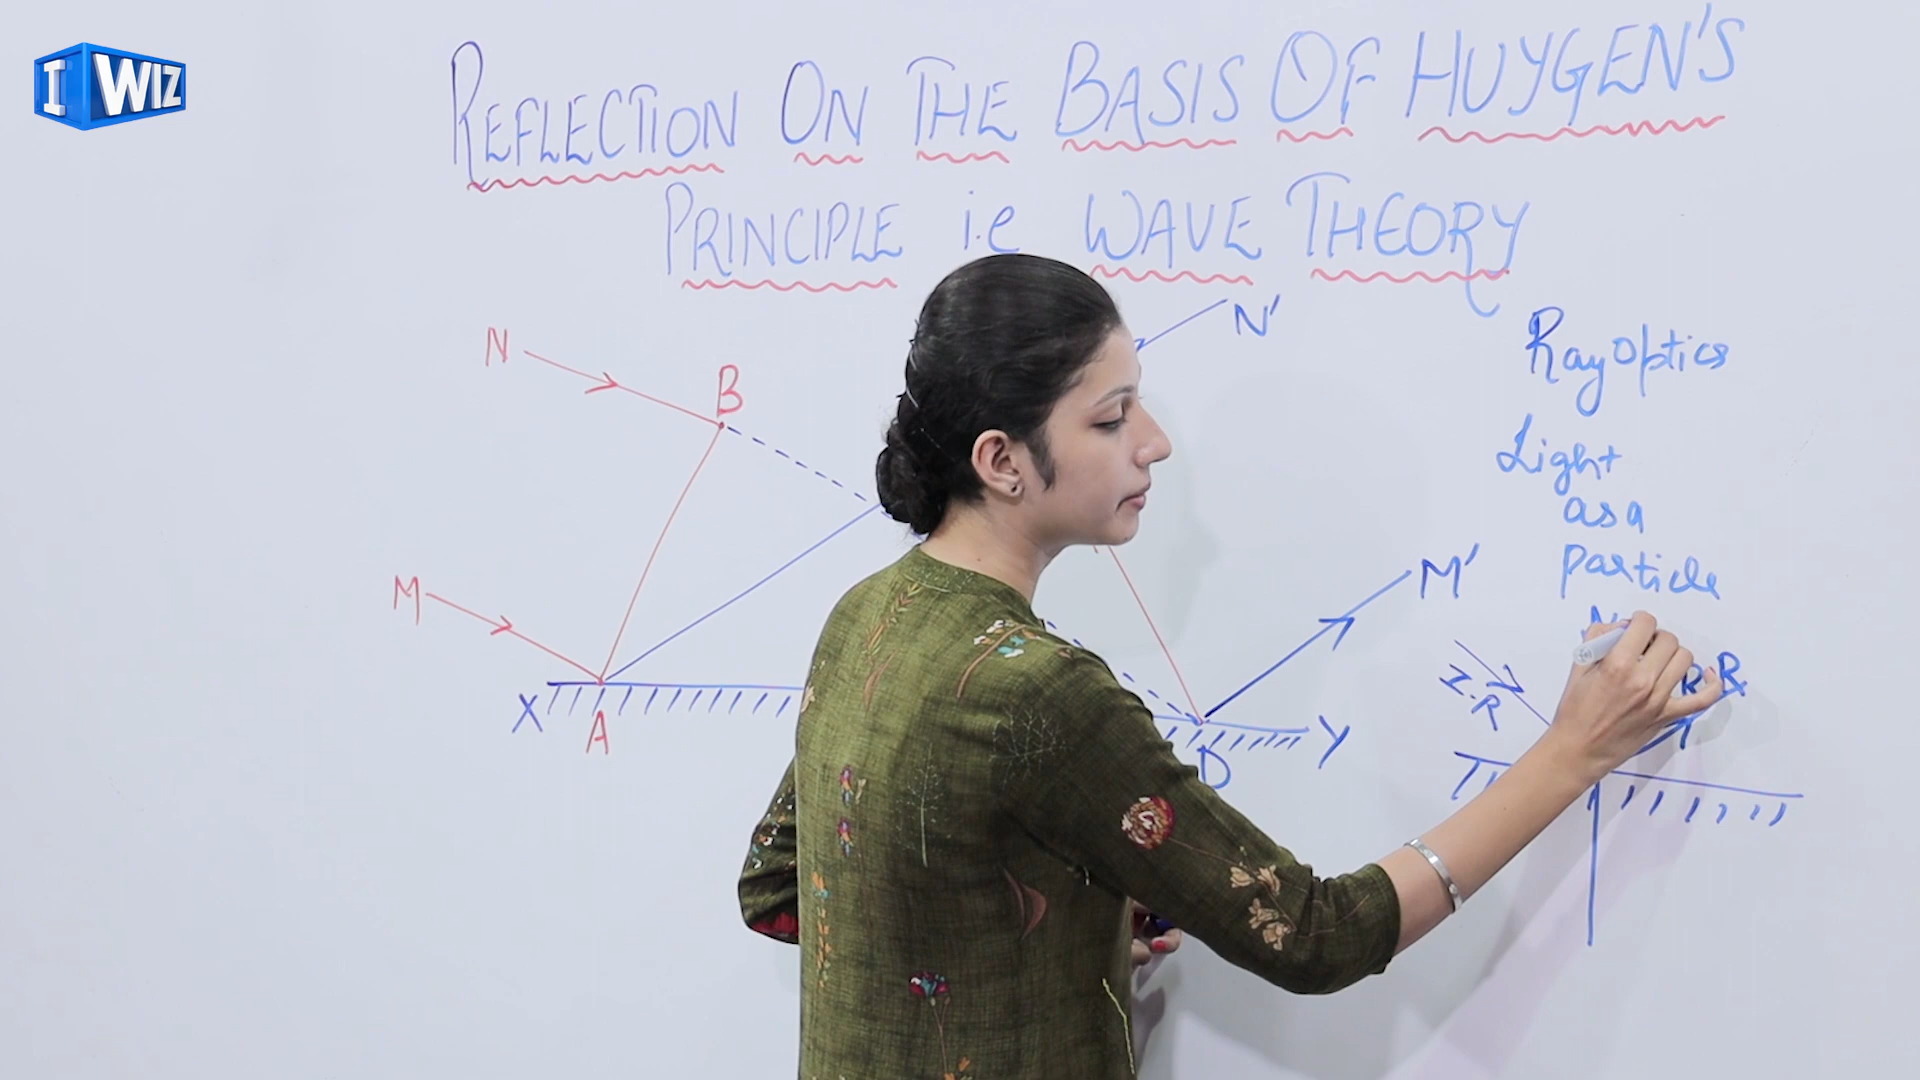 I WIZ
REFLECTION ON THE BASIS OF HUYGEN'S
PRINCIPLE i.e WAVE THEORY
N'
Ray Optics
N
B
Light
as a
particle
M'
M
I.R
R.R
X
A
Y
D